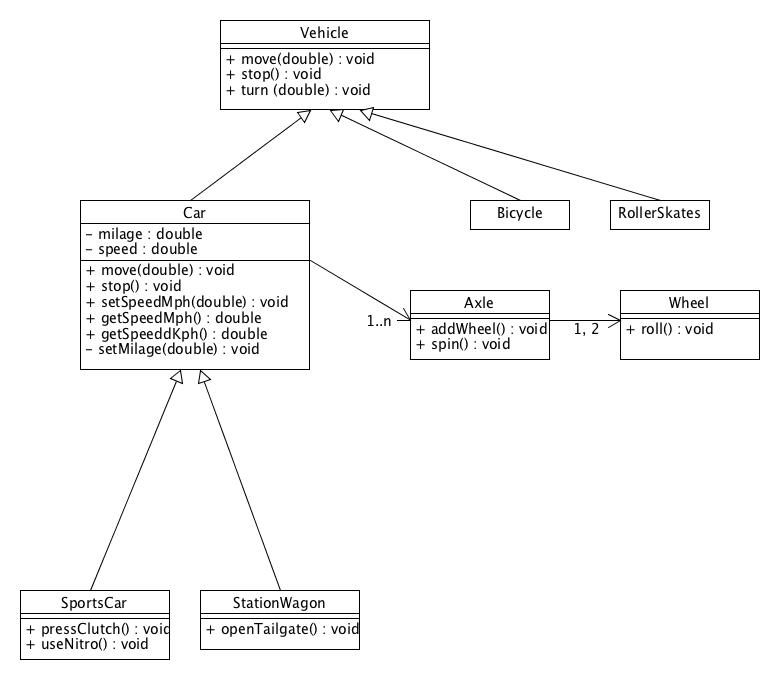 Vehicle
+ move(double) : void
+ stop() : void
+ turn (double) : void
Car
– milage : double
– speed : double
+ move(double) : void
+ stop() : void
+ setSpeedMph(double) : void
+ getSpeedMph() : double
+ getSpeeddKph() : double
– setMilage(double) : void
Bicycle
RollerSkates
1..n
Axle
+ addWheel() : void
+ spin() : void
1, 2
Wheel
+ roll() : void
SportsCar
+ pressClutch() : void
+ useNitro() : void
StationWagon
+ openTailgate() : void